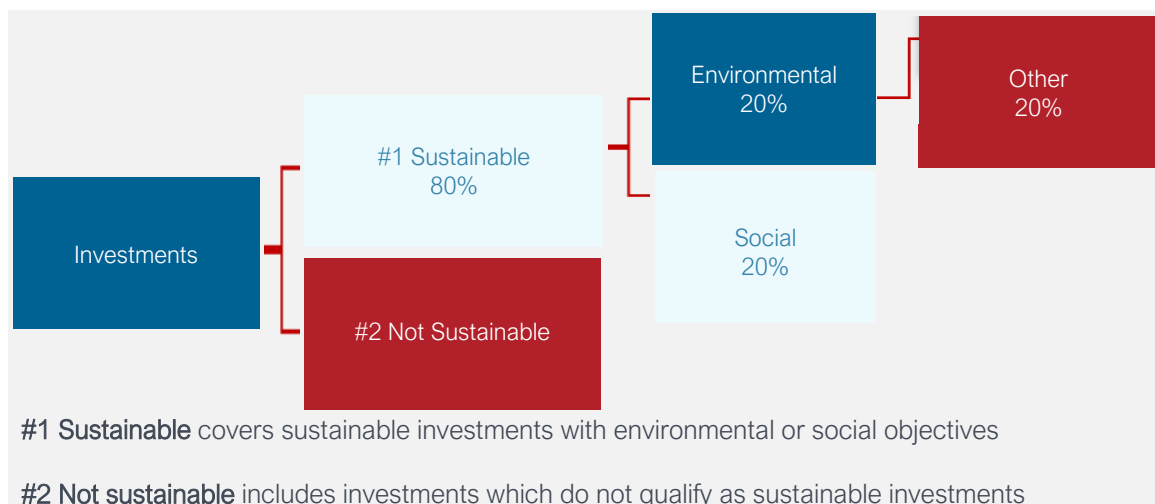 Environmental
20%
Other
20%
#1 Sustainable
80%
Investments
Social
20%
#2 Not Sustainable
#1 Sustainable covers sustainable investments with environmental or social objectives
#2 Not sustainable includes investments which do not qualify as sustainable investments